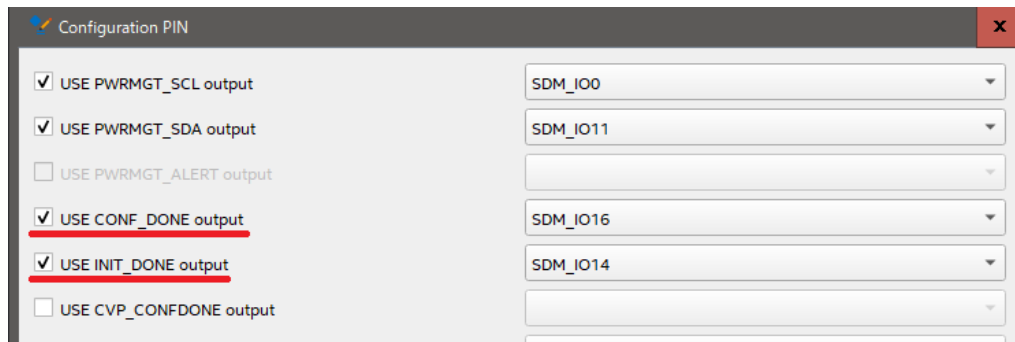 Configuration PIN
x
USE PWRMGT_SCL output SDM_IO0
USE PWRMGT_SDA output SDM_IO11
USE PWRMGT_ALERT output
USE CONF_DONE output SDM_IO16
USE INIT_DONE output SDM_IO14
USE CVP_CONFDONE output